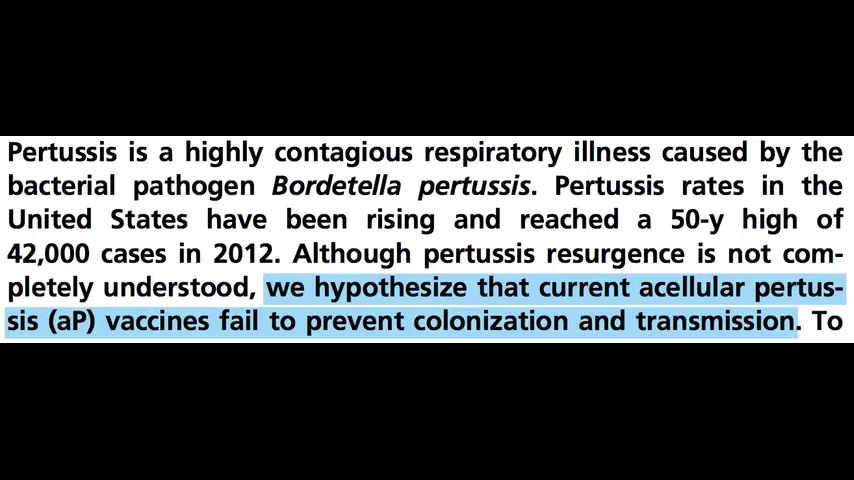 Pertussis is a highly contagious respiratory illness caused by the
bacterial pathogen Bordetella pertussis. Pertussis rates in the
United States have been rising and reached a 50-y high of
42,000 cases in 2012. Although pertussis resurgence is not com-
pletely understood, we hypothesize that current acellular pertus-
sis (aP) vaccines fail to prevent colonization and transmission. To